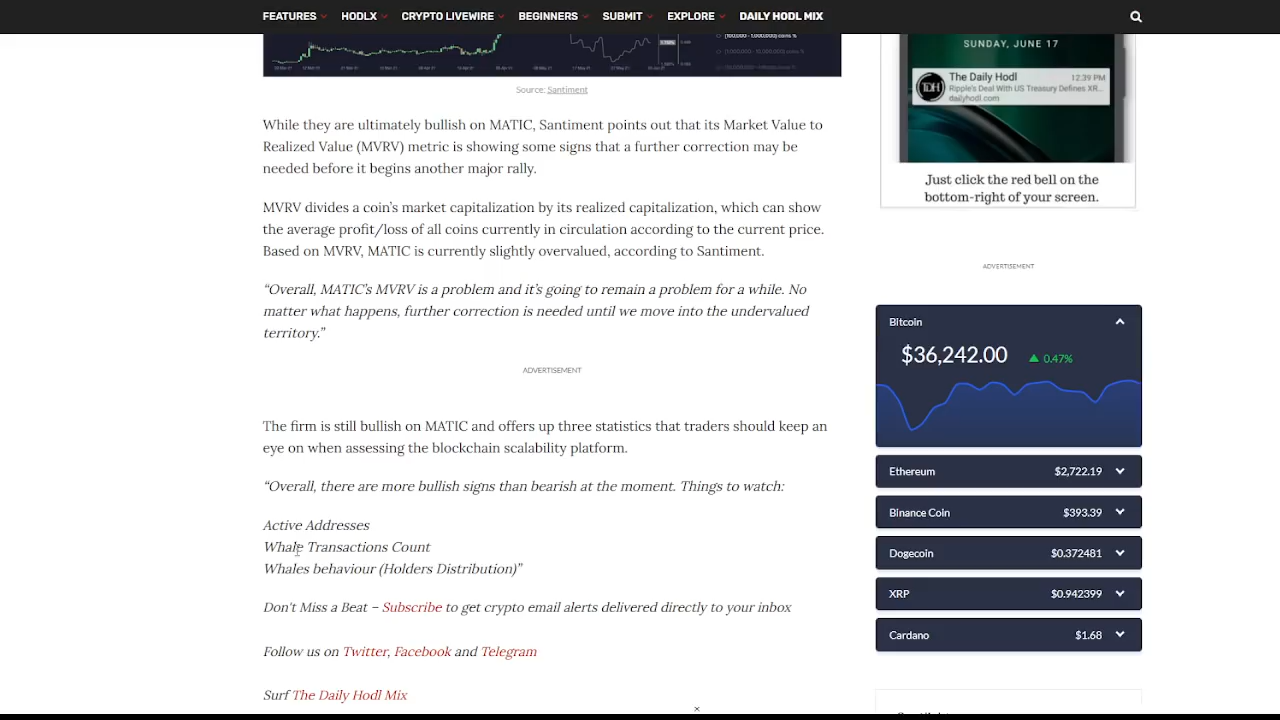 FEATURES
HODLX
CRYPTO LIVEWIRE
BEGINNERS
SUBMIT
EXPLORE
DAILY HODL MIX
Source: Santiment
While they are ultimately bullish on MATIC, Santiment points out that its Market Value to
Realized Value (MVRV) metric is showing some signs that a further correction may be
needed before it begins another major rally.
MVRV divides a coin's market capitalization by its realized capitalization, which can show
the average profit/loss of all coins currently in circulation according to the current price.
Based on MVRV, MATIC is currently slightly overvalued, according to Santiment.
“Overall, MATIC’s MVRV is a problem and it’s going to remain a problem for a while. No
matter what happens, further correction is needed until we move into the undervalued
territory.”
ADVERTISEMENT
The firm is still bullish on MATIC and offers up three statistics that traders should keep an
eye on when assessing the blockchain scalability platform.
“Overall, there are more bullish signs than bearish at the moment. Things to watch:
Active Addresses
Whale Transactions Count
Whales behaviour (Holders Distribution)”
Don't Miss a Beat – Subscribe to get crypto email alerts delivered directly to your inbox
Follow us on Twitter, Facebook and Telegram
Surf The Daily Hodl Mix
SUNDAY, JUNE 17
TDH
The Daily Hodl
12:39 PM
Ripple's Deal With US Treasury Defines XR...
dailyhodl.com
Just click the red bell on the
bottom-right of your screen.
ADVERTISEMENT
Bitcoin
$36,242.00
0.47%
Ethereum $2,722.19
Binance Coin $393.39
Dogecoin $0.372481
XRP $0.942399
Cardano $1.68